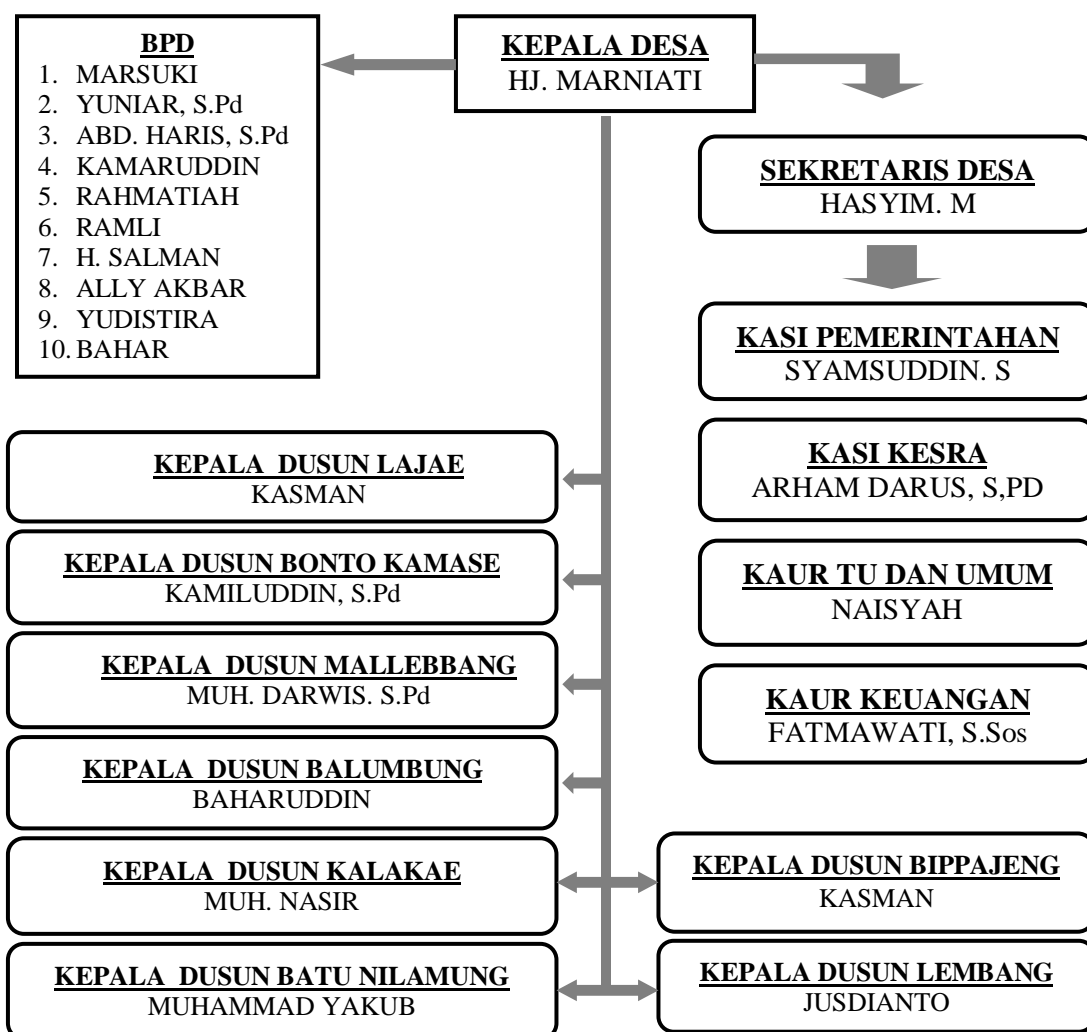 BPD
1. MARSUKI
2. YUNIAR, S.Pd
3. ABD. HARIS, S.Pd
4. KAMARUDDIN
5. RAHMATIAH
6. RAMLI
7. H. SALMAN
8. ALLY AKBAR
9. YUDISTIRA
10. BAHAR
KEPALA DESA
HJ. MARNIATI
SEKRETARIS DESA
HASYIM. M
KASI PEMERINTAHAN
SYAMSUDDIN. S
KASI KESRA
ARHAM DARUS, S,PD
KAUR TU DAN UMUM
NAISYAH
KAUR KEUANGAN
FATMAWATI, S.Sos
KEPALA DUSUN LAJAE
KASMAN
KEPALA DUSUN BONTO KAMASE
KAMILUDDIN, S.Pd
KEPALA DUSUN MALLEBBANG
MUH. DARWIS. S.Pd
KEPALA DUSUN BALUMBUNG
BAHARUDDIN
KEPALA DUSUN KALAKAE
MUH. NASIR
KEPALA DUSUN BATU NILAMUNG
MUHAMMAD YAKUB
KEPALA DUSUN BIPPAJENG
KASMAN
KEPALA DUSUN LEMBANG
JUSDIANTO